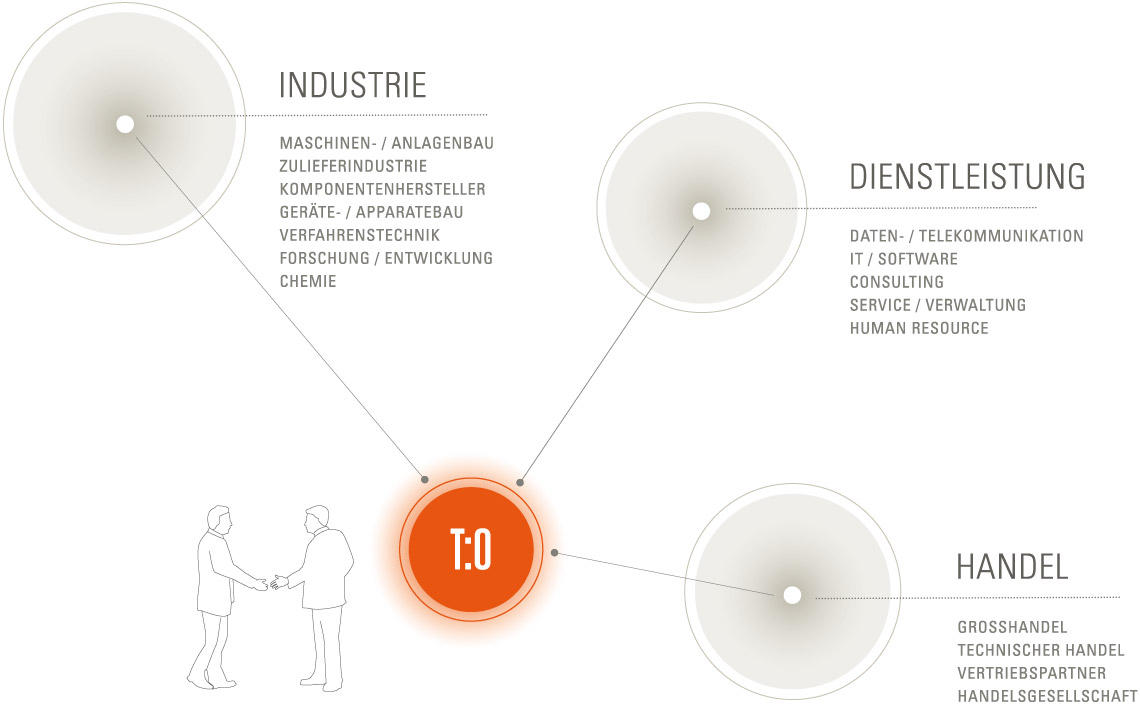 INDUSTRIE
MASCHINEN- / ANLAGENBAU
ZULIEFERINDUSTRIE
KOMPONENTENHERSTELLER
GERÄTE- / APPARATEBAU
VERFAHRENSTECHNIK
FORSCHUNG / ENTWICKLUNG
CHEMIE
DIENSTLEISTUNG
DATEN- / TELEKOMMUNIKATION
IT / SOFTWARE
CONSULTING
SERVICE / VERWALTUNG
HUMAN RESOURCE
T:O
HANDEL
GROSSHANDEL
TECHNISCHER HANDEL
VERTRIEBSPARTNER
HANDELSGESELLSCHAFT